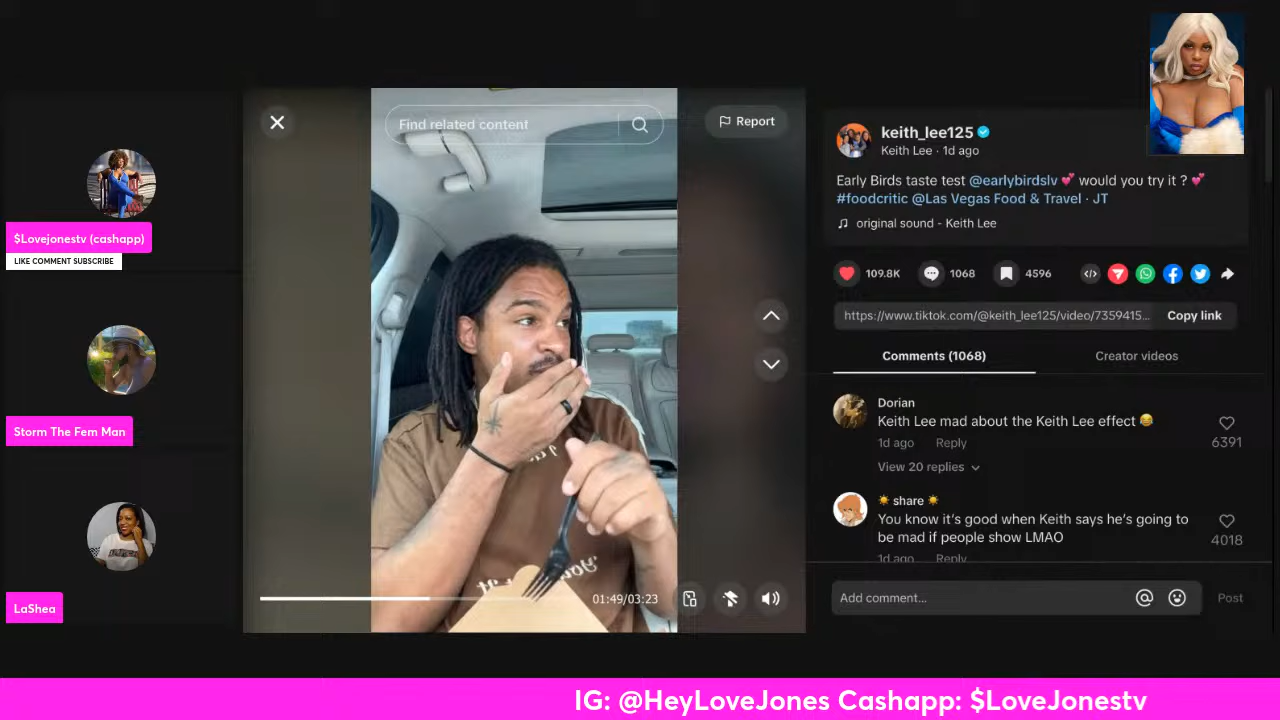 Find related content
Report
keith_lee125
Keith Lee · 1d ago
Early Birds taste test @earlybirdslv 💕 would you try it ? 💕
#foodcritic @Las Vegas Food & Travel · JT
original sound - Keith Lee
109.8K
1068
4596
https://www.tiktok.com/@keith_lee125/video/7359415...
Copy link
Comments (1068)
Creator videos
Dorian
Keith Lee mad about the Keith Lee effect 😂
1d ago Reply
6391
View 20 replies
☀️ share ☀️
You know it’s good when Keith says he’s going to
be mad if people show LMAO
4018
1d ago Reply
Add comment...
Post
01:49/03:23
$Lovejonestv (cashapp)
LIKE COMMENT SUBSCRIBE
Storm The Fem Man
LaShea
IG: @HeyLoveJones Cashapp: $LoveJonestv